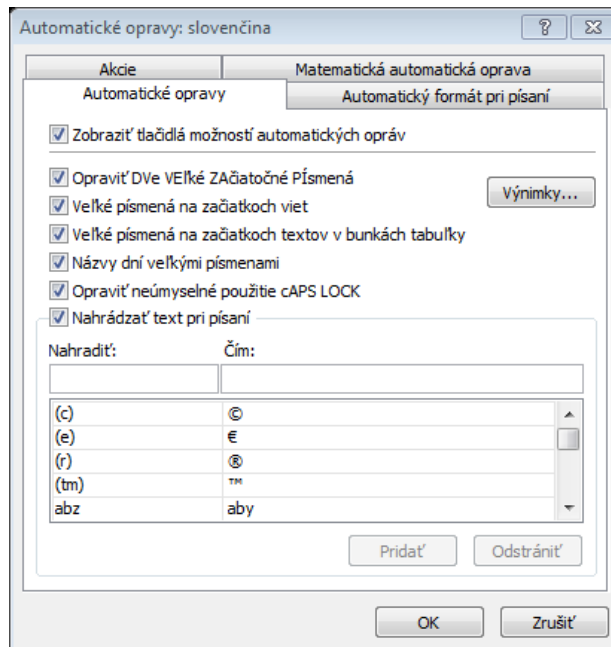 Automatické opravy: slovenčina
Akcie
Matematická automatická oprava
Automatické opravy
Automatický formát pri písaní
Zobraziť tlačidlá možností automatických opráv
Opraviť DVe VEľké ZAčiatočné PÍsmená
Výnimky...
Veľké písmená na začiatkoch viet
Veľké písmená na začiatkoch textov v bunkách tabuľky
Názvy dní veľkými písmenami
Opraviť neúmyselné použitie cAPS LOCK
Nahrádzať text pri písaní
Nahradiť: Čím:
(c) ©
(e) €
(r) ®
(tm) ™
abz aby
Pridať Odstrániť
OK Zrušiť